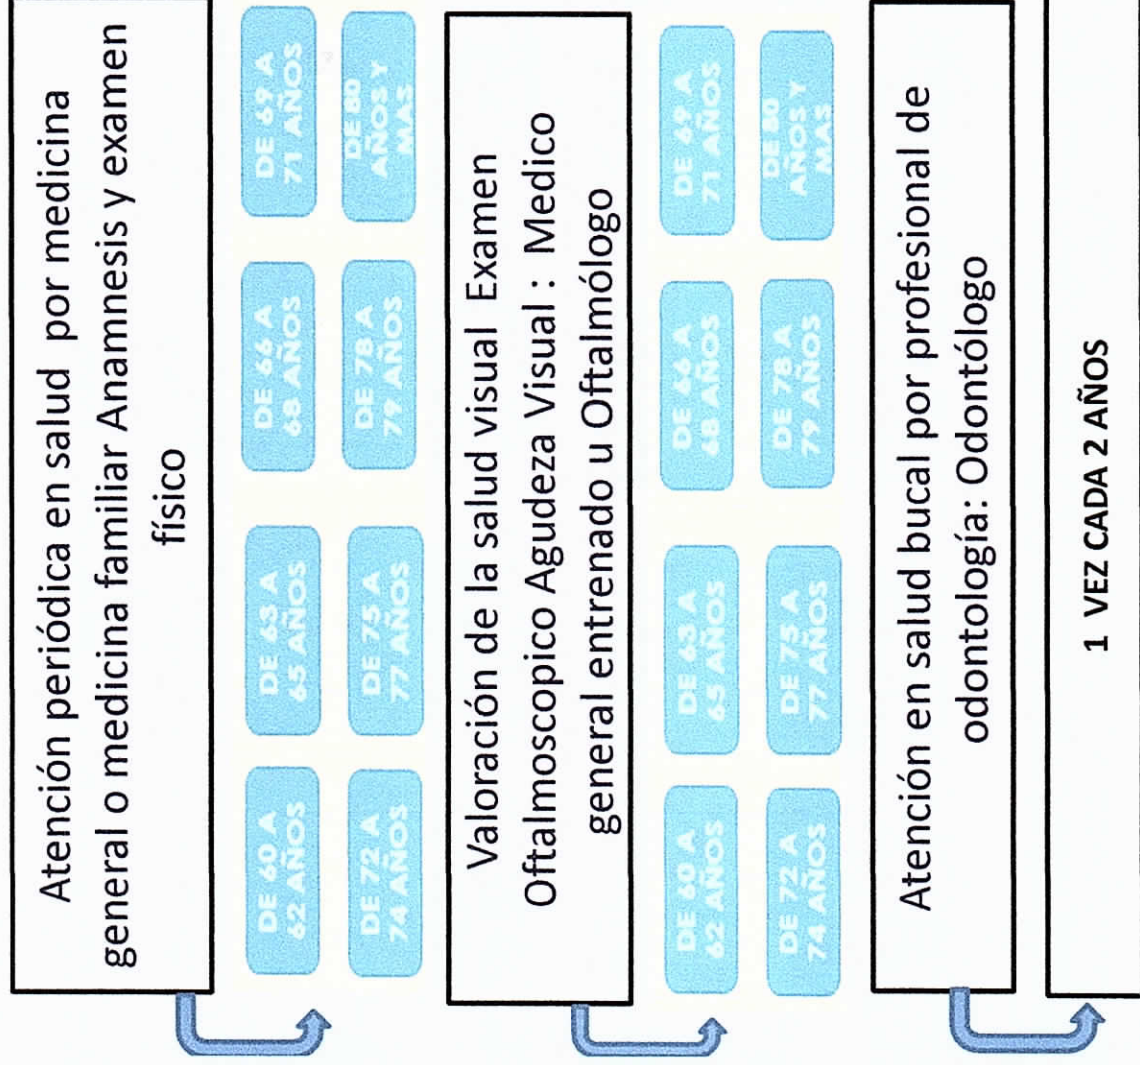 Atención periódica en salud por medicina
general o medicina familiar Anamnesis y examen
físico
DE 60 A
62 AÑOS
DE 63 A
65 AÑOS
DE 66 A
68 AÑOS
DE 69 A
71 AÑOS
DE 72 A
74 AÑOS
DE 75 A
77 AÑOS
DE 78 A
79 AÑOS
DE 80
AÑOS Y
MAS
Valoración de la salud visual Examen
Oftalmoscopico Agudeza Visual : Medico
general entrenado u Oftalmólogo
DE 60 A
62 AÑOS
DE 63 A
65 AÑOS
DE 66 A
68 AÑOS
DE 69 A
71 AÑOS
DE 72 A
74 AÑOS
DE 75 A
77 AÑOS
DE 78 A
79 AÑOS
DE 80
AÑOS Y
MAS
Atención en salud bucal por profesional de
odontología: Odontólogo
1 VEZ CADA 2 AÑOS